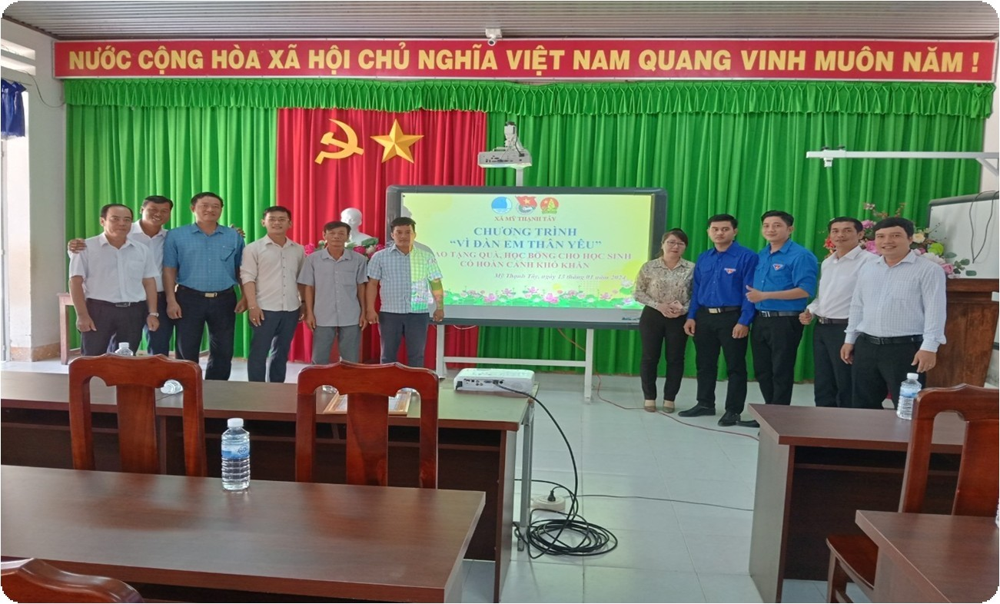 NƯỚC CỘNG HÒA XÃ HỘI CHỦ NGHĨA VIỆT NAM QUANG VINH MUÔN NĂM !
XÃ MỸ THẠNH TÂY
CHƯƠNG TRÌNH
“VÌ ĐÀN EM THÂN YÊU”
AO TẶNG QUÀ, HỌC BỔNG CHO HỌC SINH
CÓ HOÀN CẢNH KHÓ KHĂN
Mỹ Thạnh Tây, ngày 15 tháng 01 năm 2024